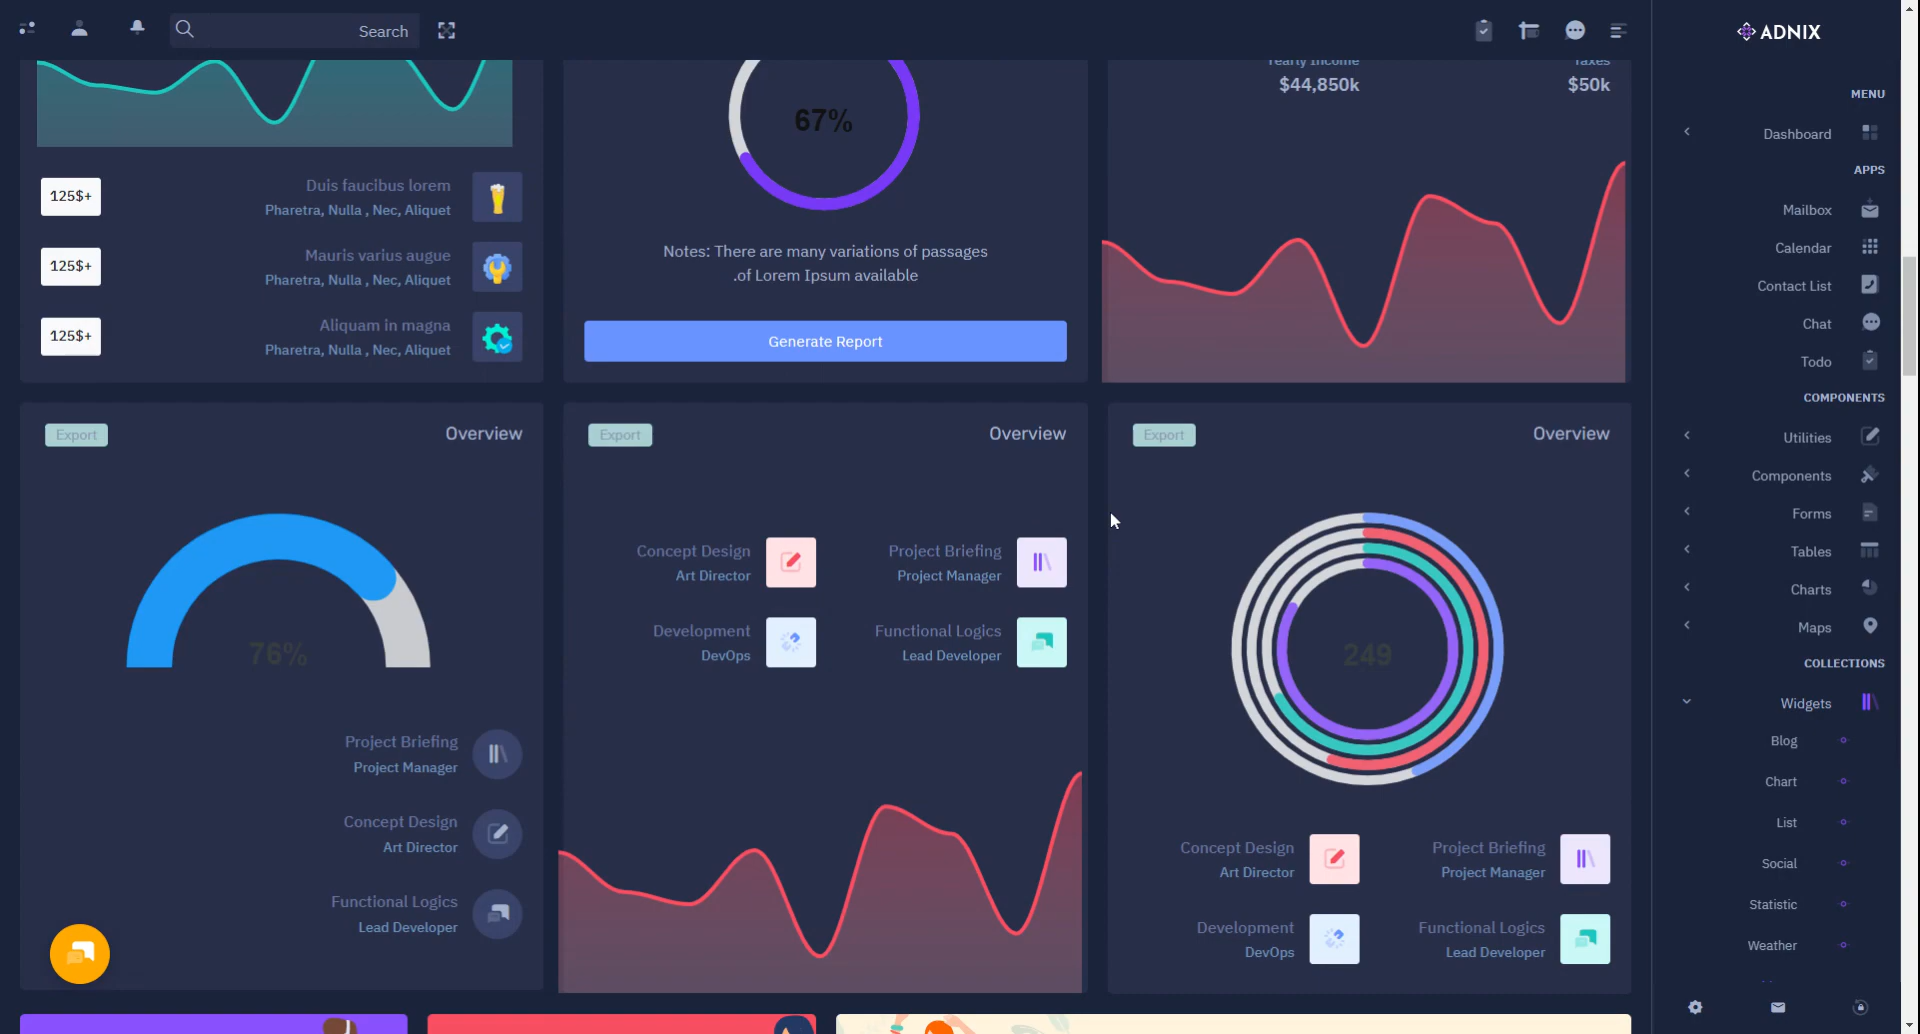 Search
ADNIX
MENU
Dashboard
APPS
Mailbox
Calendar
Contact List
Chat
Todo
COMPONENTS
Utilities
Components
Forms
Tables
Charts
Maps
COLLECTIONS
Widgets
Blog
Chart
List
Social
Statistic
Weather
125$+
Duis faucibus lorem
Pharetra, Nulla , Nec, Aliquet
125$+
Mauris varius augue
Pharetra, Nulla , Nec, Aliquet
125$+
Aliquam in magna
Pharetra, Nulla , Nec, Aliquet
67%
Notes: There are many variations of passages
.of Lorem Ipsum available
Generate Report
Yearly Income
$44,850k
Taxes
$50k
Export
Overview
76%
Project Briefing
Project Manager
Concept Design
Art Director
Functional Logics
Lead Developer
Export
Overview
Concept Design
Art Director
Project Briefing
Project Manager
Development
DevOps
Functional Logics
Lead Developer
Export
Overview
249
Concept Design
Art Director
Project Briefing
Project Manager
Development
DevOps
Functional Logics
Lead Developer